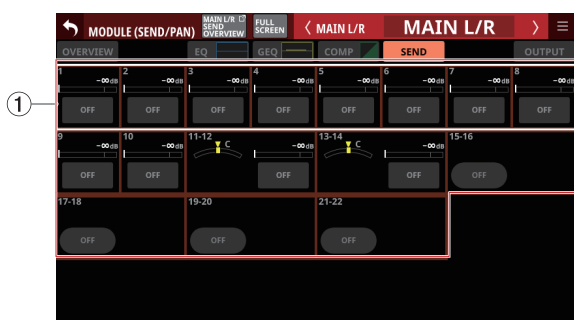 MODULE (SEND/PAN) MAIN L/R SEND OVERVIEW FULL SCREEN MAIN L/R MAIN L/R
OVERVIEW EQ GEQ COMP SEND OUTPUT
1 -∞dB 2 -∞dB 3 -∞dB 4 -∞dB 5 -∞dB 6 -∞dB 7 -∞dB 8 -∞dB
1 OFF OFF OFF OFF OFF OFF OFF OFF
9 -∞dB 10 -∞dB 11-12 C -∞dB 13-14 C -∞dB 15-16
OFF OFF OFF OFF OFF
17-18 19-20 21-22
OFF OFF OFF